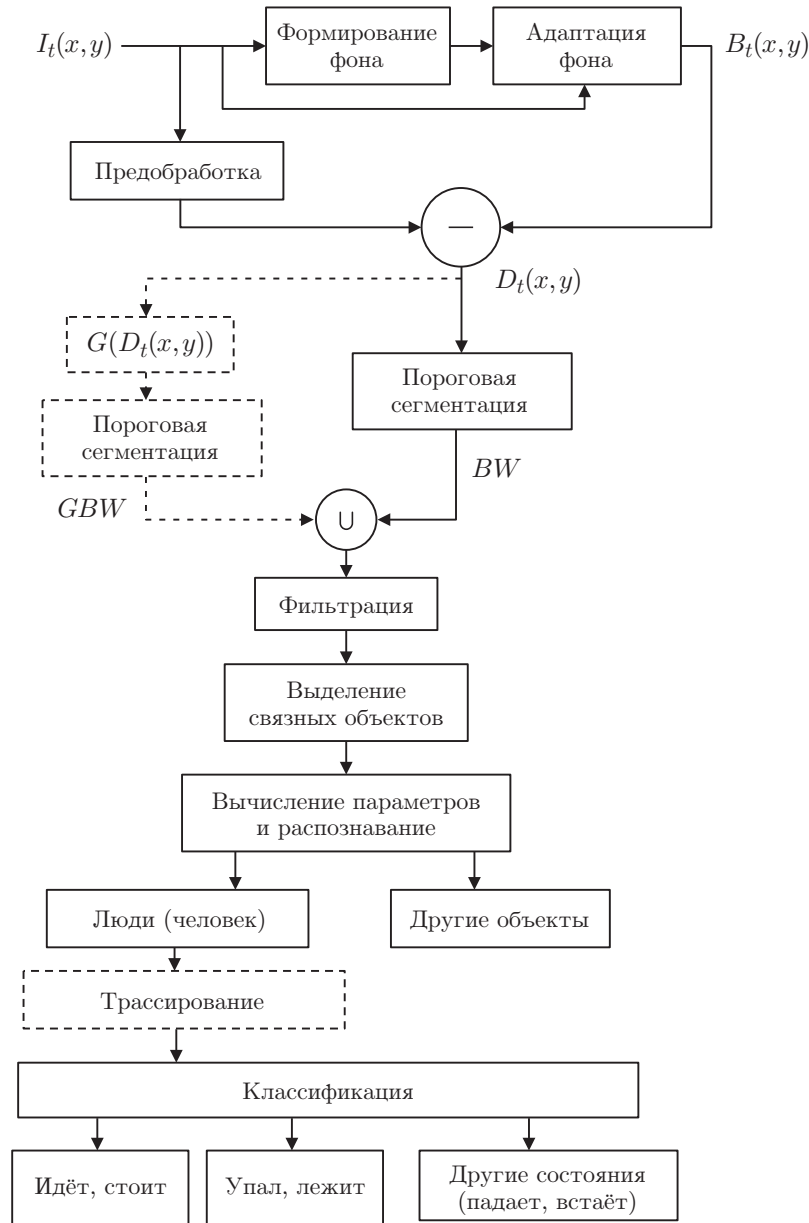 I_t(x, y)
Формирование
фона
Адаптация
фона
B_t(x, y)
Предобработка
—
D_t(x, y)
G(D_t(x, y))
Пороговая
сегментация
Пороговая
сегментация
BW
GBW
∪
Фильтрация
Выделение
связных объектов
Вычисление параметров
и распознавание
Люди (человек)
Другие объекты
Трассирование
Классификация
Идёт, стоит
Упал, лежит
Другие состояния
(падает, встаёт)